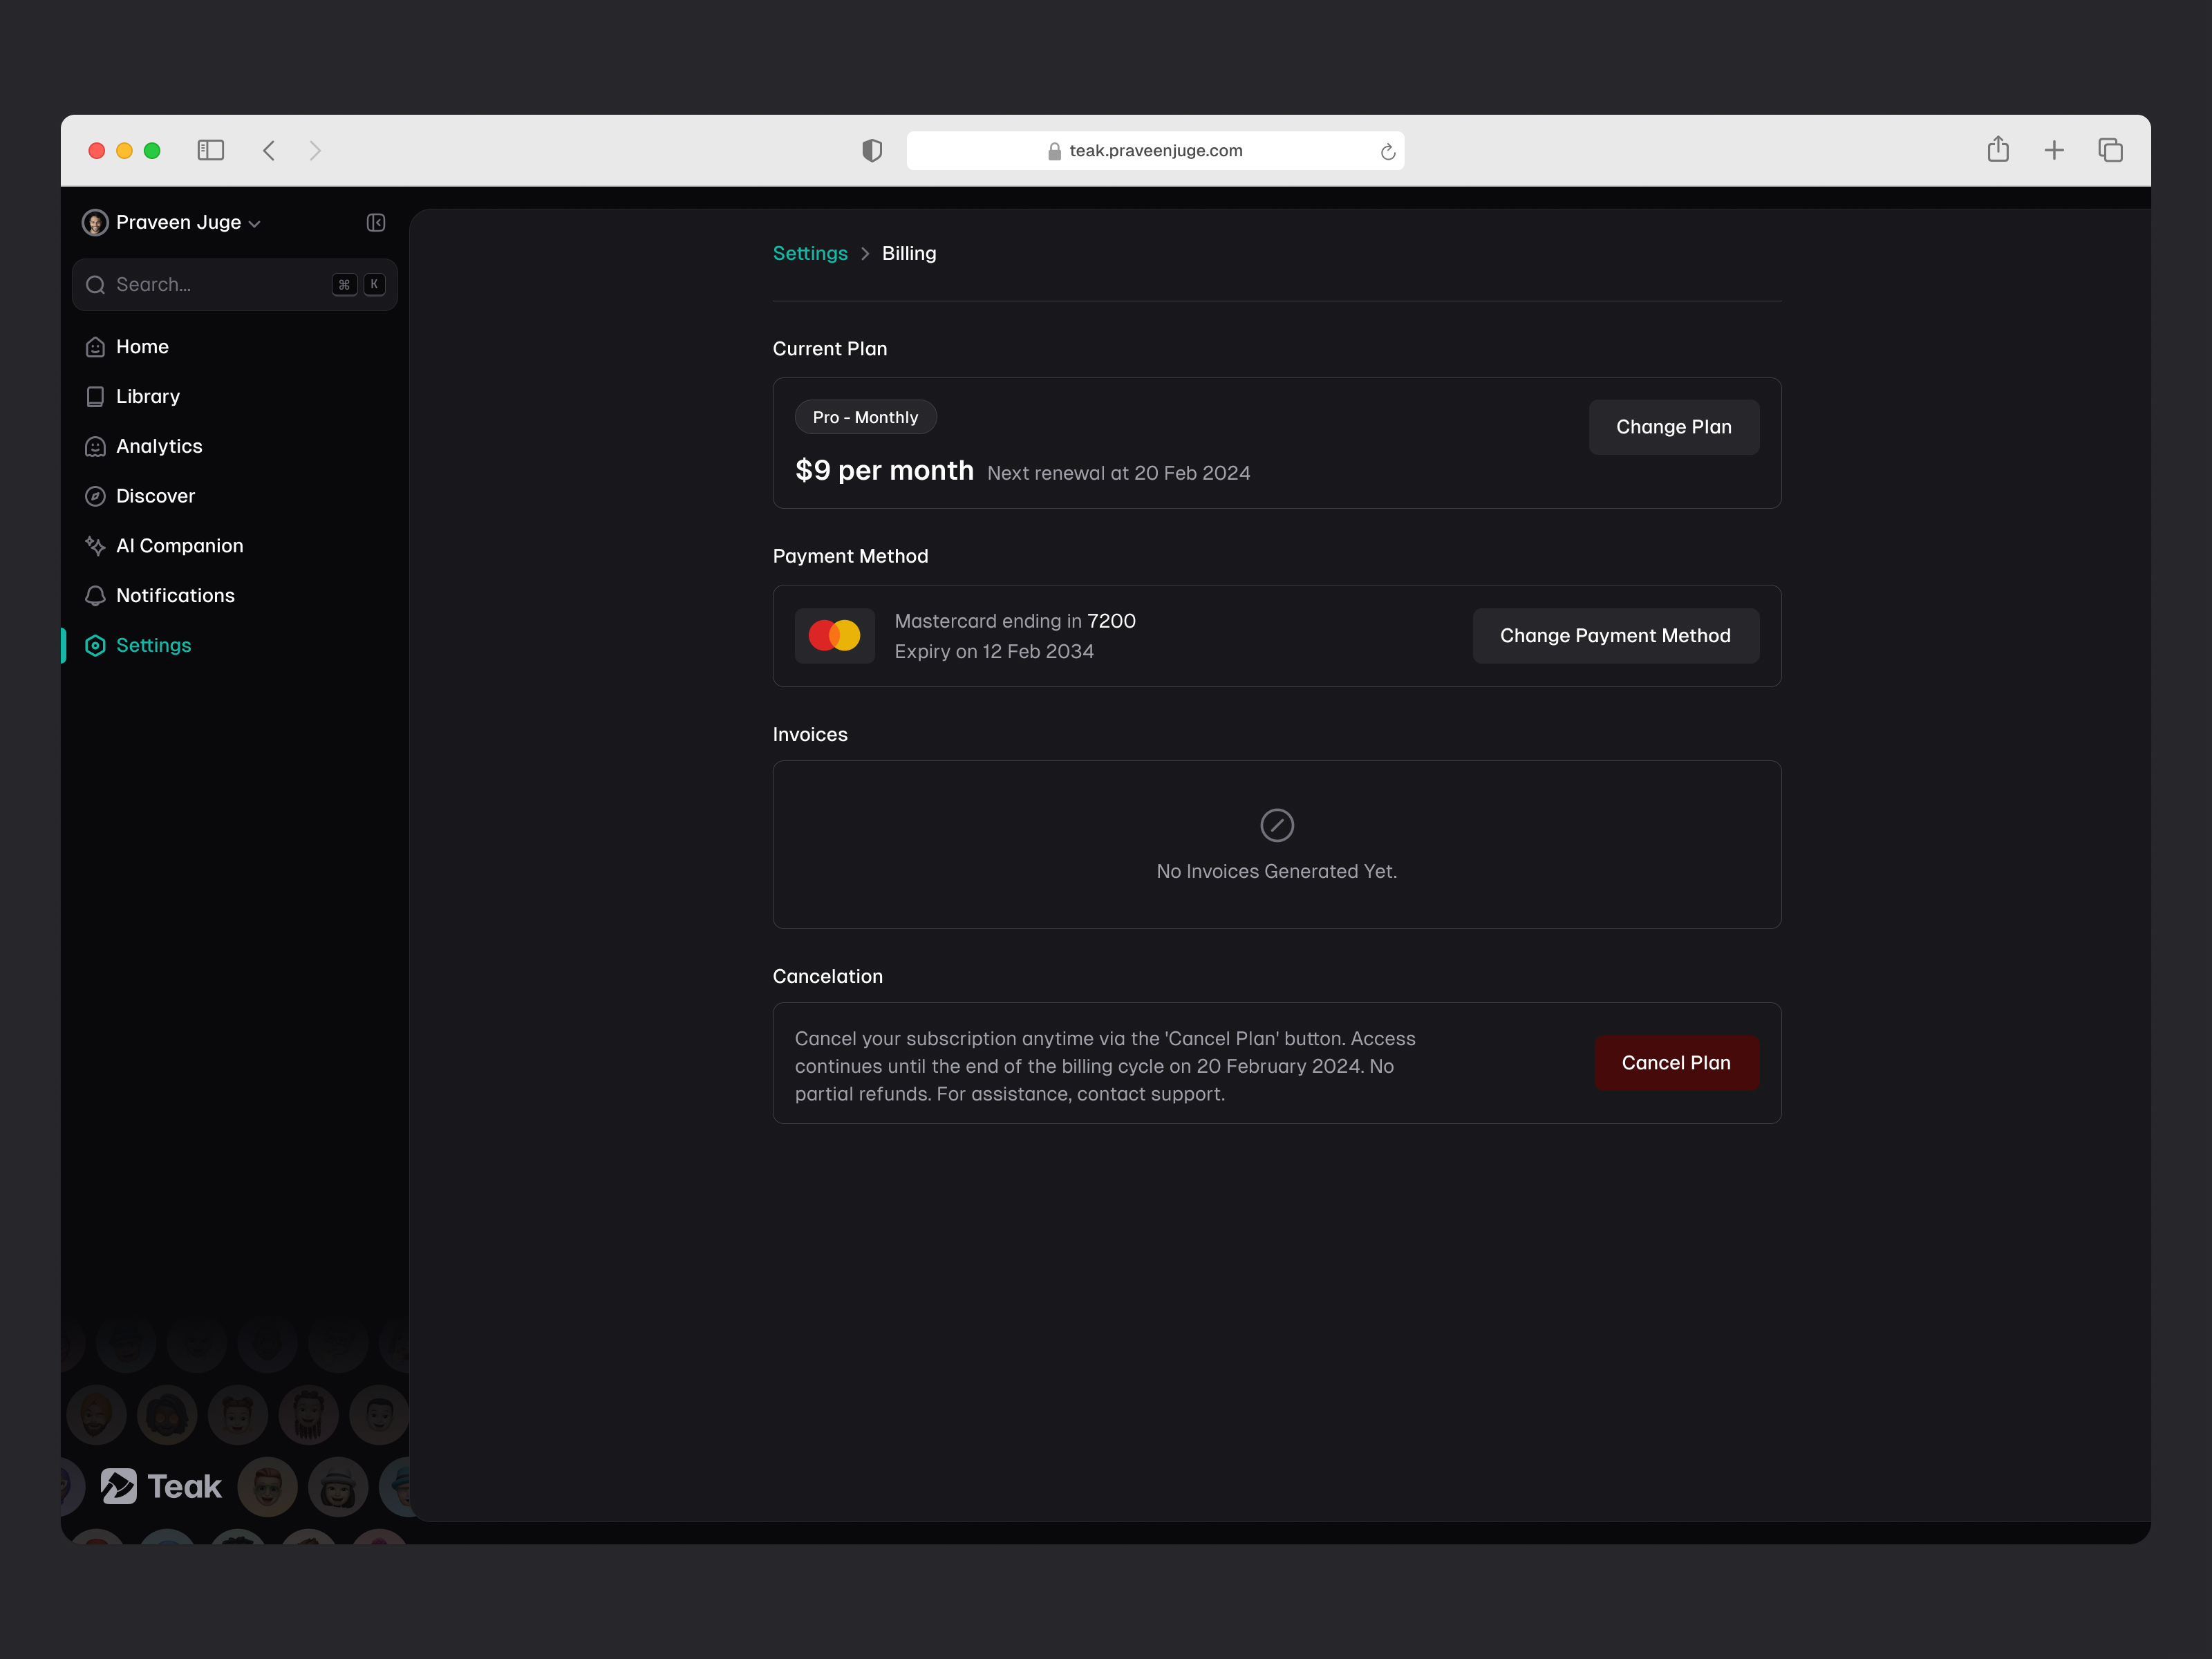 teak.praveenjuge.com
Praveen Juge
Search...
⌘ K
Home
Library
Analytics
Discover
AI Companion
Notifications
Settings
Teak
Settings > Billing
Current Plan
Pro - Monthly
Change Plan
$9 per month Next renewal at 20 Feb 2024
Payment Method
Mastercard ending in 7200
Expiry on 12 Feb 2034
Change Payment Method
Invoices
No Invoices Generated Yet.
Cancelation
Cancel your subscription anytime via the 'Cancel Plan' button. Access
continues until the end of the billing cycle on 20 February 2024. No
partial refunds. For assistance, contact support.
Cancel Plan